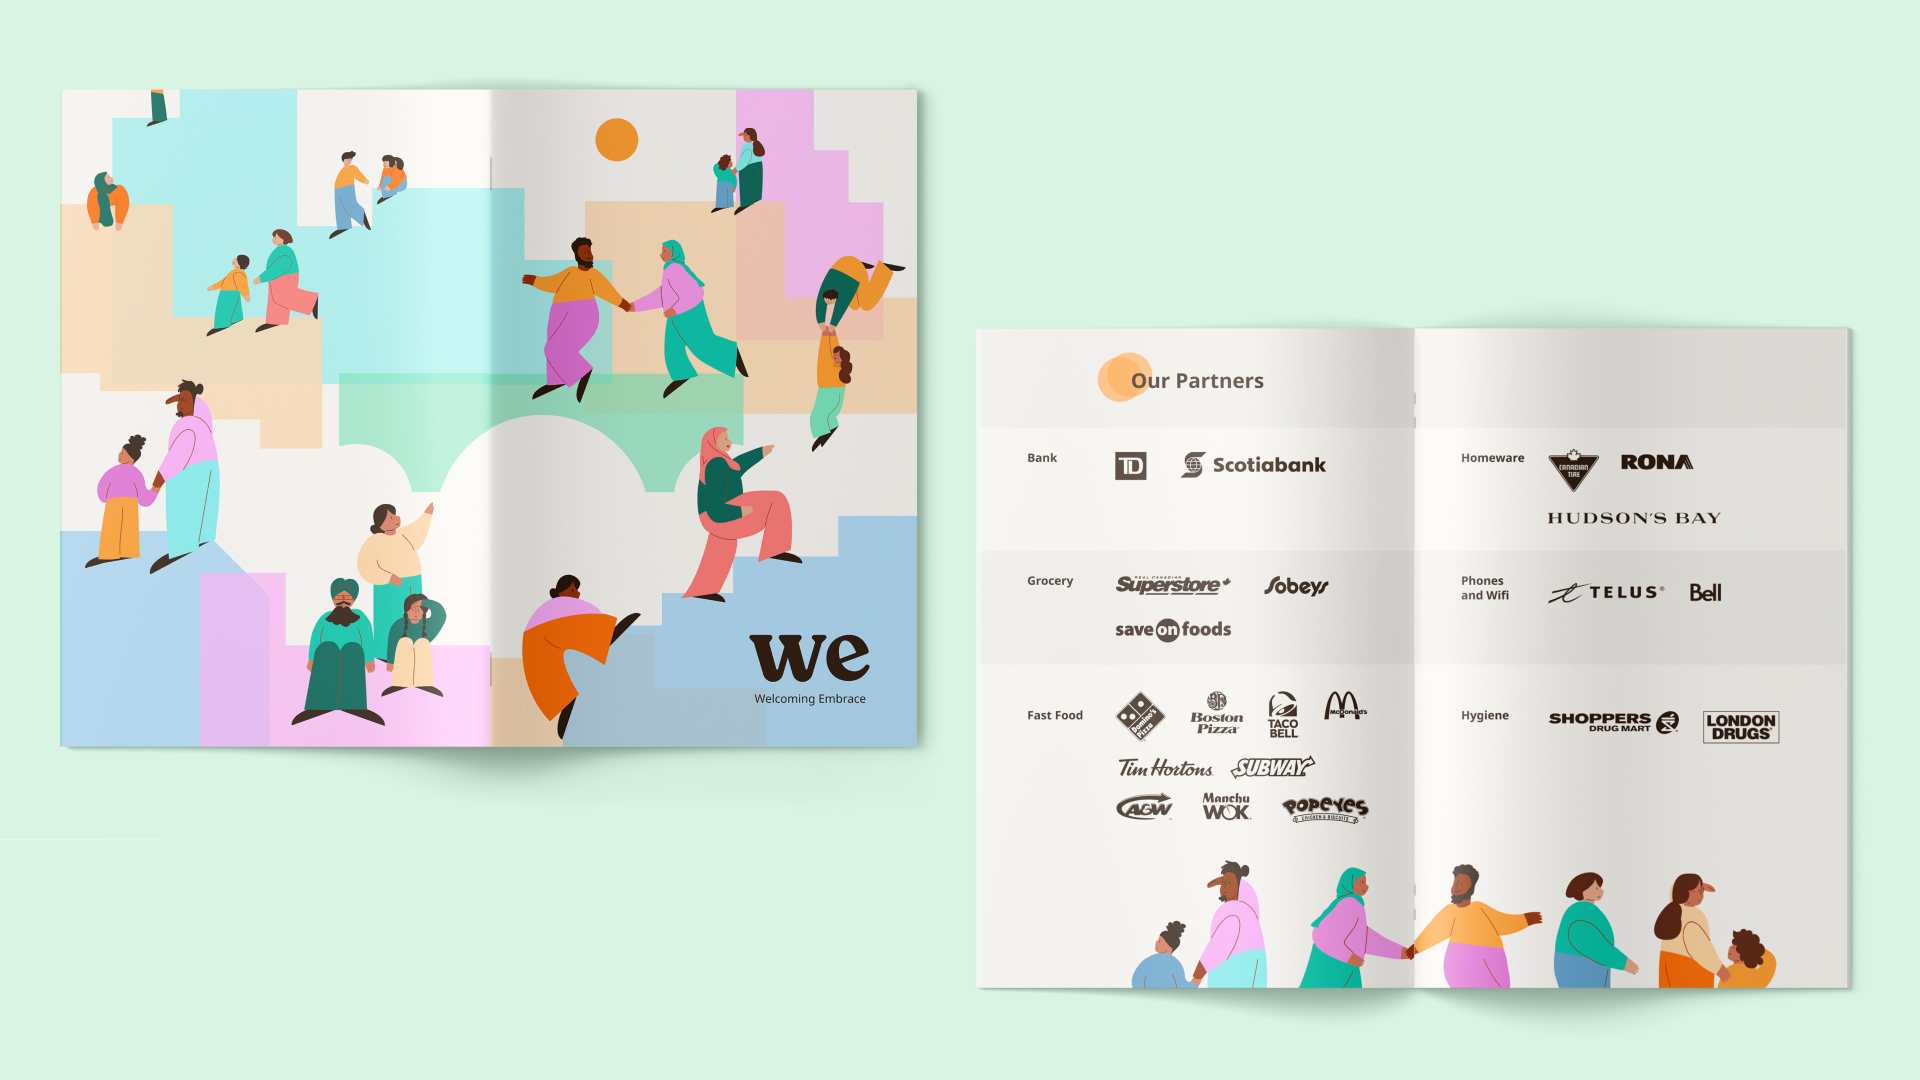 we
Welcoming Embrace
Our Partners
Bank
TD
Scotiabank
Homeware
CANADIAN
TIRE
RONA
HUDSON'S BAY
Grocery
REAL CANADIAN
Superstore
Sobeys
save on foods
Phones
and Wifi
TELUS®
Bell
Fast Food
Domino's
Pizza
BP
Boston
Pizza
TACO
BELL
McDonald's
Tim Hortons
SUBWAY
A&W
Manchu
WOK
POPEYES
CHICKEN & BISCUITS
Hygiene
SHOPPERS
DRUG MART
LONDON
DRUGS